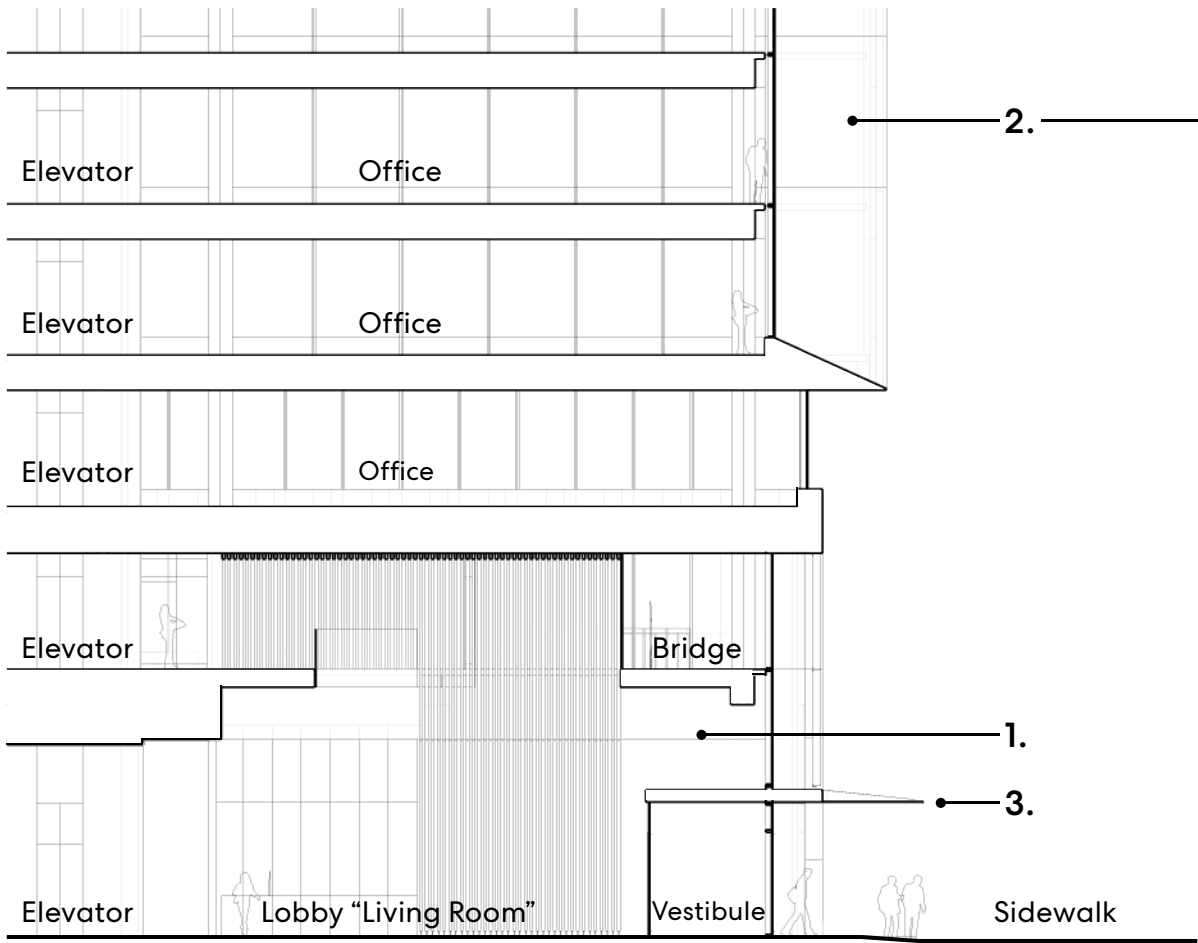 2.
Elevator Office
Elevator Office
Elevator Office
Elevator Bridge
1.
3.
Elevator Lobby “Living Room” Vestibule Sidewalk